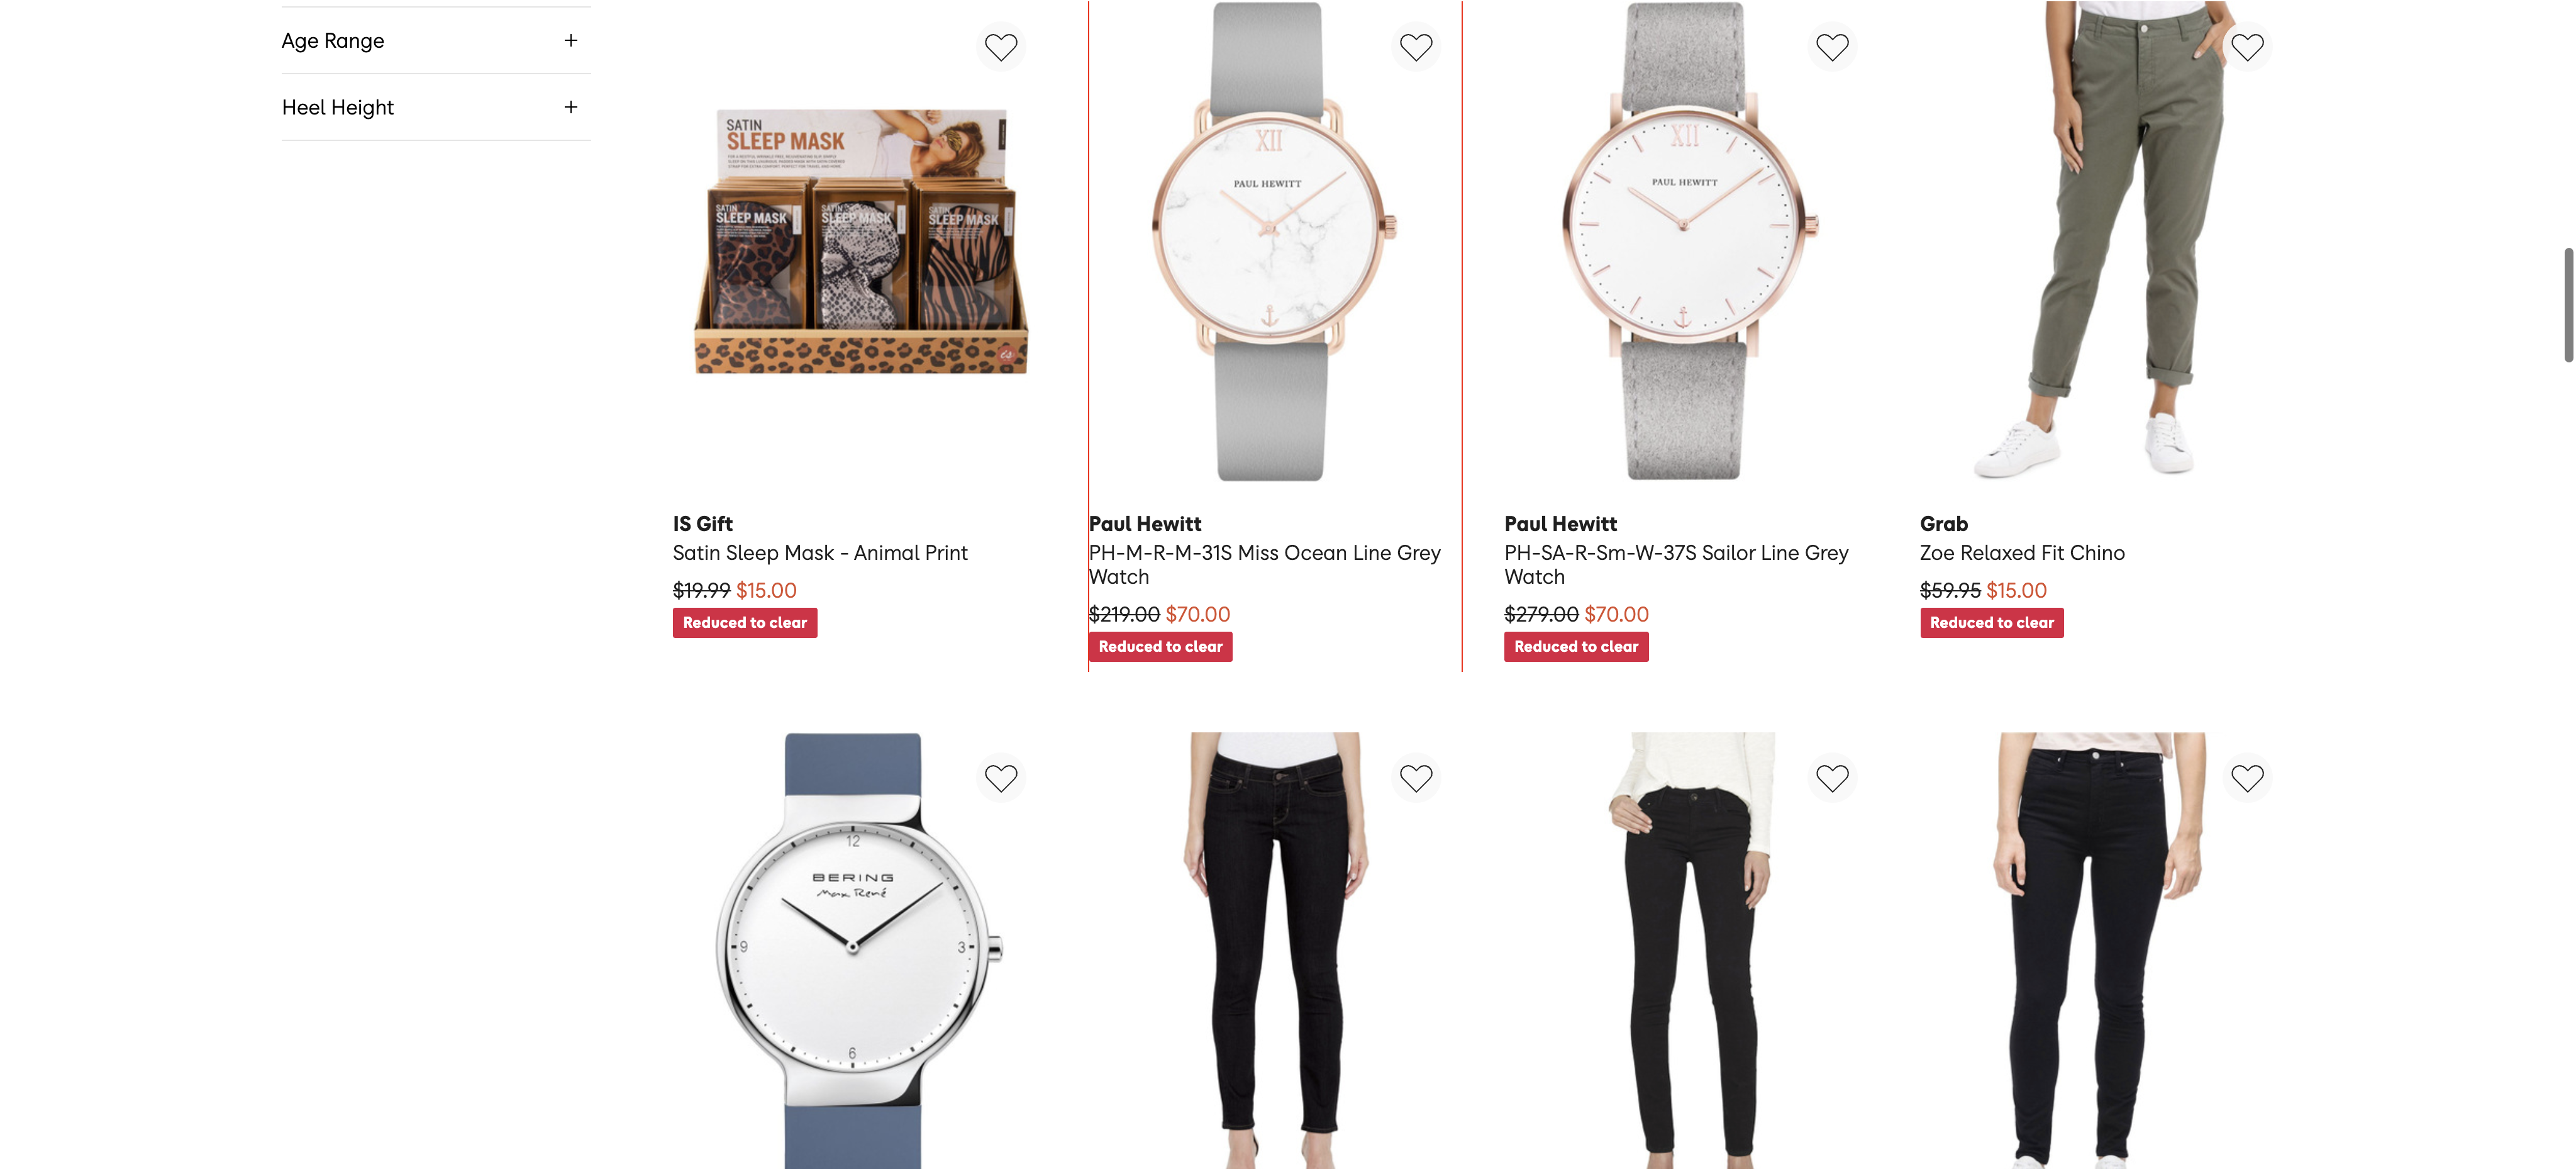 Age Range +
Heel Height +
SATIN
SLEEP MASK
SATIN
SLEEP MASK
SATIN
SLEEP MASK
SATIN
SLEEP MASK
XII
PAUL HEWITT
XII
PAUL HEWITT
IS Gift
Satin Sleep Mask - Animal Print
$19.99 $15.00
Reduced to clear
Paul Hewitt
PH-M-R-M-31S Miss Ocean Line Grey
Watch
$219.00 $70.00
Reduced to clear
Paul Hewitt
PH-SA-R-Sm-W-37S Sailor Line Grey
Watch
$279.00 $70.00
Reduced to clear
Grab
Zoe Relaxed Fit Chino
$59.95 $15.00
Reduced to clear
12
BERING
Max René
9 3
6